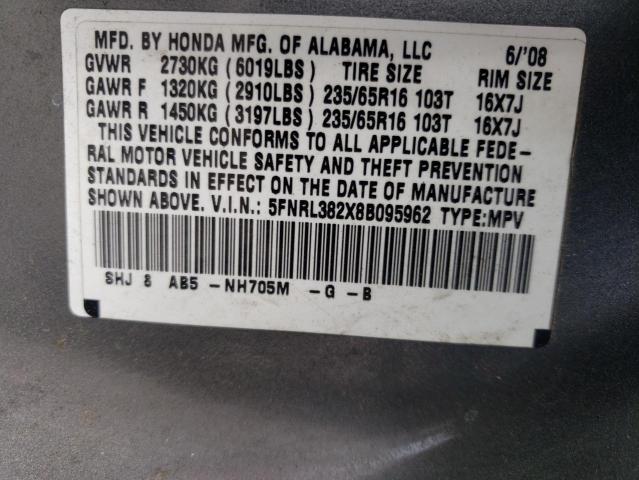 MFD. BY HONDA MFG. OF ALABAMA, LLC 6/'08
GVWR 2730KG (6019LBS) TIRE SIZE RIM SIZE
GAWR F 1320KG (2910LBS) 235/65R16 103T 16X7J
GAWR R 1450KG (3197LBS) 235/65R16 103T 16X7J
THIS VEHICLE CONFORMS TO ALL APPLICABLE FEDE-
RAL MOTOR VEHICLE SAFETY AND THEFT PREVENTION
STANDARDS IN EFFECT ON THE DATE OF MANUFACTURE
SHOWN ABOVE. V.I.N.: 5FNRL382X8B095962 TYPE:MPV
SHJ 8 AB5 -NH705M -G -B